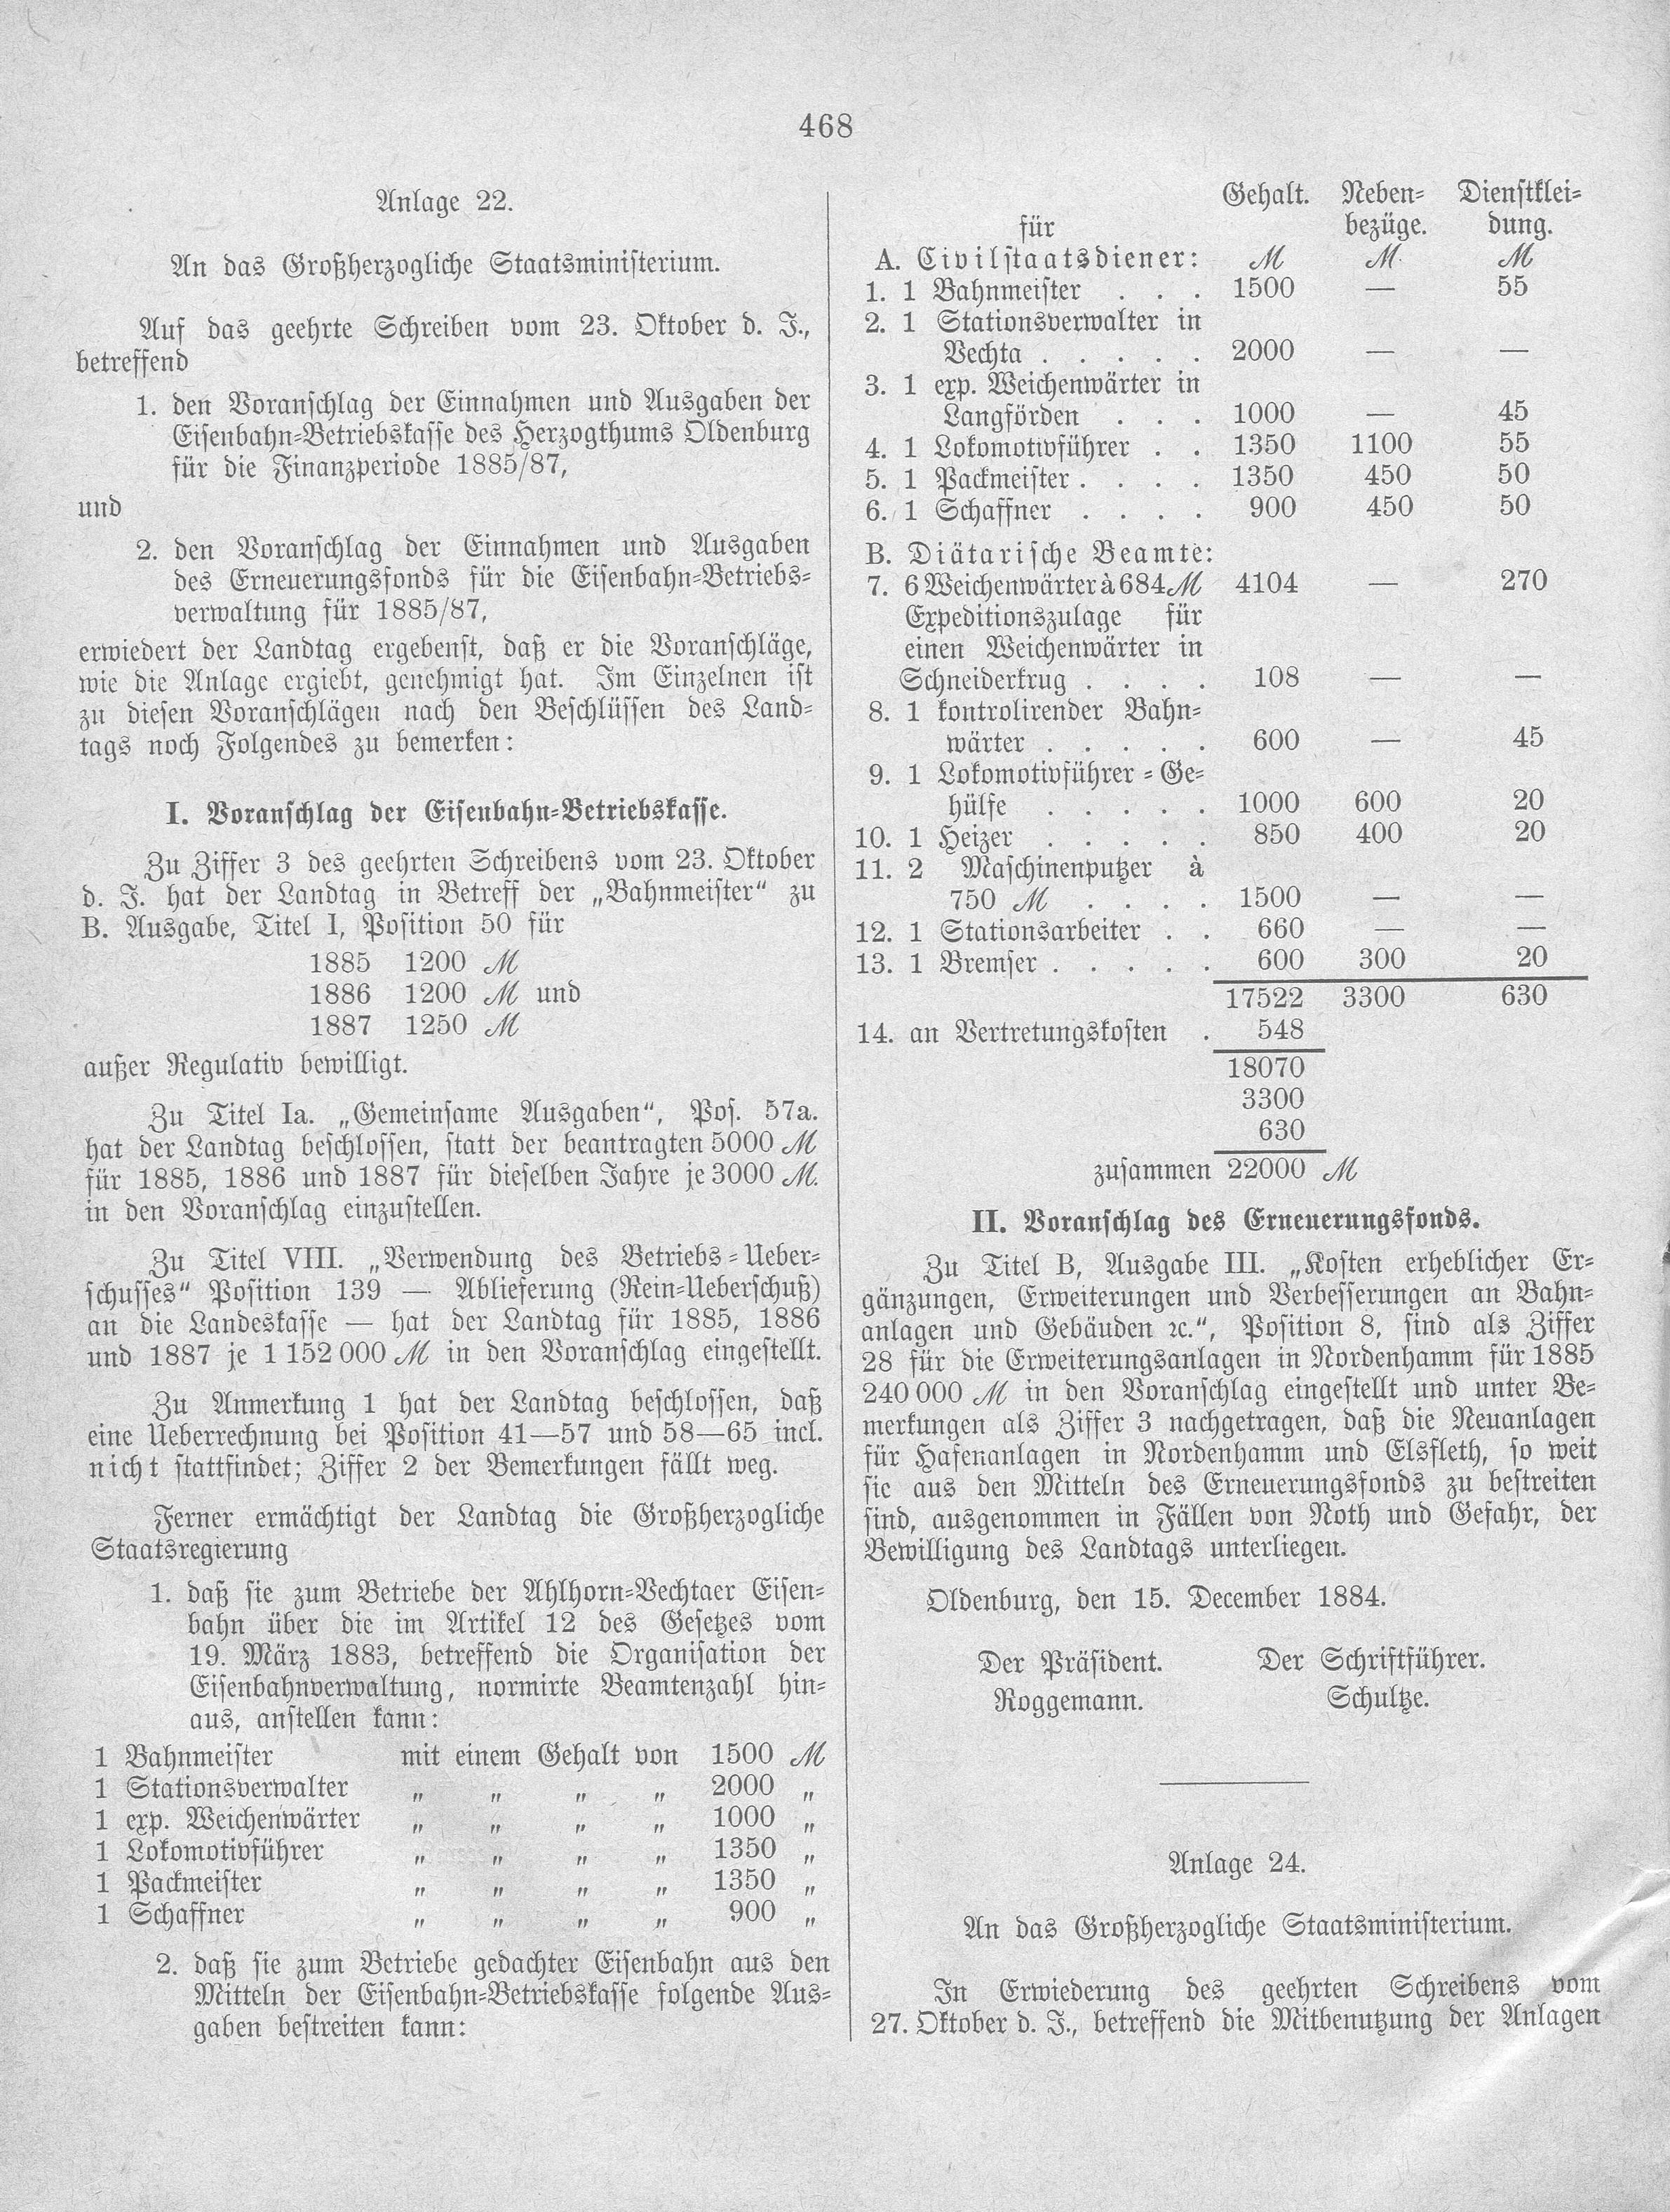 468
Anlage 22.
An das Großherzogliche Staatsministerium.
Auf das geehrte Schreiben vom 23. Oktober d. J.,
betreffend
1. den Voranschlag der Einnahmen und Ausgaben der
Eisenbahn-Betriebskasse des Herzogthums Oldenburg
für die Finanzperiode 1885/87,
und
2. den Voranschlag der Einnahmen und Ausgaben
des Erneuerungsfonds für die Eisenbahn-Betriebs-
verwaltung für 1885/87,
erwiedert der Landtag ergebenst, daß er die Voranschläge,
wie die Anlage ergiebt, genehmigt hat. Im Einzelnen ist
zu diesen Voranschlägen nach den Beschlüssen des Land-
tags noch Folgendes zu bemerken:
I. Voranschlag der Eisenbahn-Betriebskasse.
Zu Ziffer 3 des geehrten Schreibens vom 23. Oktober
d. J. hat der Landtag in Betreff der „Bahnmeister“ zu
B. Ausgabe, Titel I, Position 50 für
1885 1200 M
1886 1200 M und
1887 1250 M
außer Regulativ bewilligt.
Zu Titel Ia. „Gemeinsame Ausgaben“, Pos. 57a.
hat der Landtag beschlossen, statt der beantragten 5000 M
für 1885, 1886 und 1887 für dieselben Jahre je 3000 M.
in den Voranschlag einzustellen.
Zu Titel VIII. „Verwendung des Betriebs-Ueber-
schusses“ Position 139 — Ablieferung (Rein-Ueberschuß)
an die Landeskasse — hat der Landtag für 1885, 1886
und 1887 je 1 152 000 M in den Voranschlag eingestellt.
Zu Anmerkung 1 hat der Landtag beschlossen, daß
eine Ueberrechnung bei Position 41—57 und 58—65 incl.
nicht stattfindet; Ziffer 2 der Bemerkungen fällt weg.
Ferner ermächtigt der Landtag die Großherzogliche
Staatsregierung
1. daß sie zum Betriebe der Ahlhorn-Vechtaer Eisen-
bahn über die im Artikel 12 des Gesetzes vom
19. März 1883, betreffend die Organisation der
Eisenbahnverwaltung, normirte Beamtenzahl hin-
aus, anstellen kann:
1 Bahnmeister mit einem Gehalt von 1500 M
1 Stationsverwalter „ „ „ „ 2000 „
1 exp. Weichenwärter „ „ „ „ 1000 „
1 Lokomotivführer „ „ „ „ 1350 „
1 Packmeister „ „ „ „ 1350 „
1 Schaffner „ „ „ „ 900 „
2. daß sie zum Betriebe gedachter Eisenbahn aus den
Mitteln der Eisenbahn-Betriebskasse folgende Aus-
gaben bestreiten kann:
Gehalt. Neben- Dienstklei-
für bezüge. dung.
A. Civilstaatsdiener: M M M
1. 1 Bahnmeister . . . 1500 — 55
2. 1 Stationsverwalter in
Vechta . . . . . 2000 — —
3. 1 exp. Weichenwärter in
Langförden . . . 1000 — 45
4. 1 Lokomotivführer . . 1350 1100 55
5. 1 Packmeister . . . . 1350 450 50
6. 1 Schaffner . . . . 900 450 50
B. Diätarische Beamte:
7. 6 Weichenwärter à 684 M 4104 — 270
Expeditionszulage für
einen Weichenwärter in
Schneiderkrug . . . . 108 — —
8. 1 kontrolirender Bahn-
wärter . . . . . 600 — 45
9. 1 Lokomotivführer-Ge-
hülfe . . . . . 1000 600 20
10. 1 Heizer . . . . . 850 400 20
11. 2 Maschinenputzer à
750 M . . . . 1500 — —
12. 1 Stationsarbeiter . . 660 — —
13. 1 Bremser . . . . . 600 300 20
17522 3300 630
14. an Vertretungskosten . 548
18070
3300
630
zusammen 22000 M
II. Voranschlag des Erneuerungsfonds.
Zu Titel B, Ausgabe III. „Kosten erheblicher Er-
gänzungen, Erweiterungen und Verbesserungen an Bahn-
anlagen und Gebäuden ꝛc.“, Position 8, sind als Ziffer
28 für die Erweiterungsanlagen in Nordenhamm für 1885
240 000 M in den Voranschlag eingestellt und unter Be-
merkungen als Ziffer 3 nachgetragen, daß die Neuanlagen
für Hafenanlagen in Nordenhamm und Elsfleth, so weit
sie aus den Mitteln des Erneuerungsfonds zu bestreiten
sind, ausgenommen in Fällen von Noth und Gefahr, der
Bewilligung des Landtags unterliegen.
Oldenburg, den 15. December 1884.
Der Präsident. Der Schriftführer.
Roggemann. Schultze.
Anlage 24.
An das Großherzogliche Staatsministerium.
In Erwiederung des geehrten Schreibens vom
27. Oktober d. J., betreffend die Mitbenutzung der Anlagen